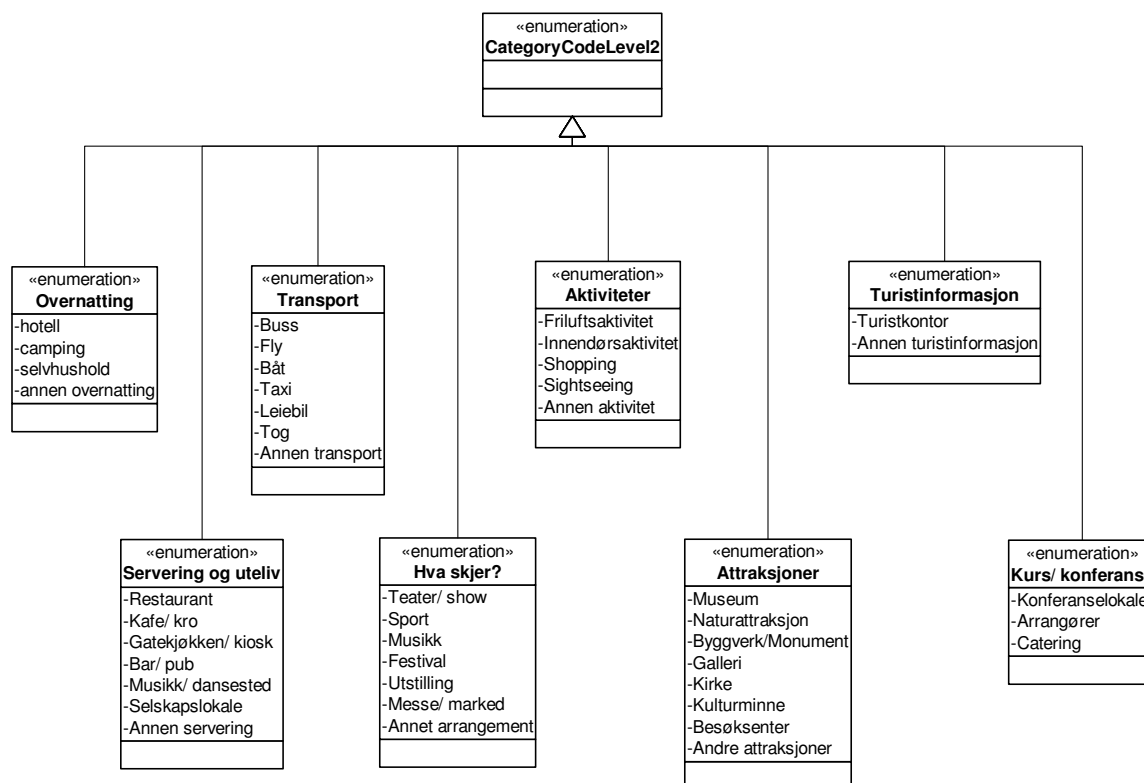 «enumeration»
CategoryCodeLevel2
«enumeration»
Overnatting
-hotell
-camping
-selvhushold
-annen overnatting
«enumeration»
Transport
-Buss
-Fly
-Båt
-Taxi
-Leiebil
-Tog
-Annen transport
«enumeration»
Aktiviteter
-Friluftsaktivitet
-Innendørsaktivitet
-Shopping
-Sightseeing
-Annen aktivitet
«enumeration»
Turistinformasjon
-Turistkontor
-Annen turistinformasjon
«enumeration»
Servering og uteliv
-Restaurant
-Kafe/ kro
-Gatekjøkken/ kiosk
-Bar/ pub
-Musikk/ dansested
-Selskapslokale
-Annen servering
«enumeration»
Hva skjer?
-Teater/ show
-Sport
-Musikk
-Festival
-Utstilling
-Messe/ marked
-Annet arrangement
«enumeration»
Attraksjoner
-Museum
-Naturattraksjon
-Byggverk/Monument
-Galleri
-Kirke
-Kulturminne
-Besøksenter
-Andre attraksjoner
«enumeration»
Kurs/ konferans
-Konferanselokale
-Arrangører
-Catering